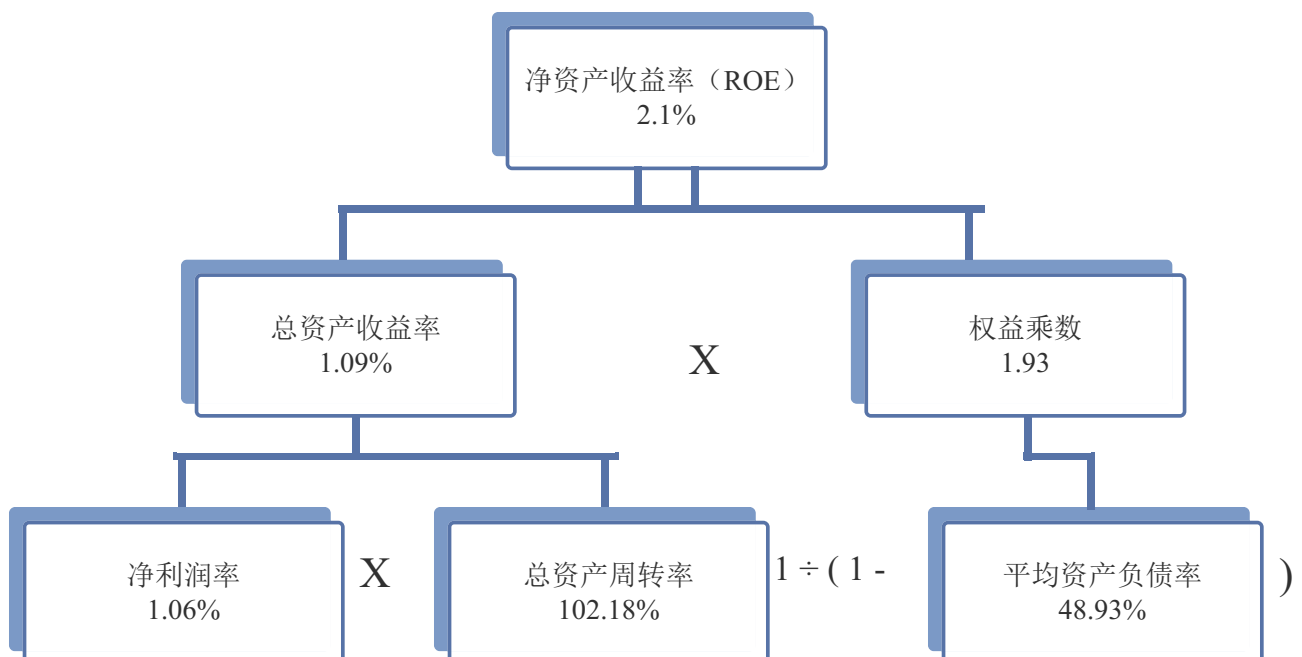 净资产收益率（ROE）
2.1%
总资产收益率
1.09%
X
权益乘数
1.93
净利润率
1.06%
X
总资产周转率
102.18%
1 ÷ ( 1 -
平均资产负债率
48.93%
)